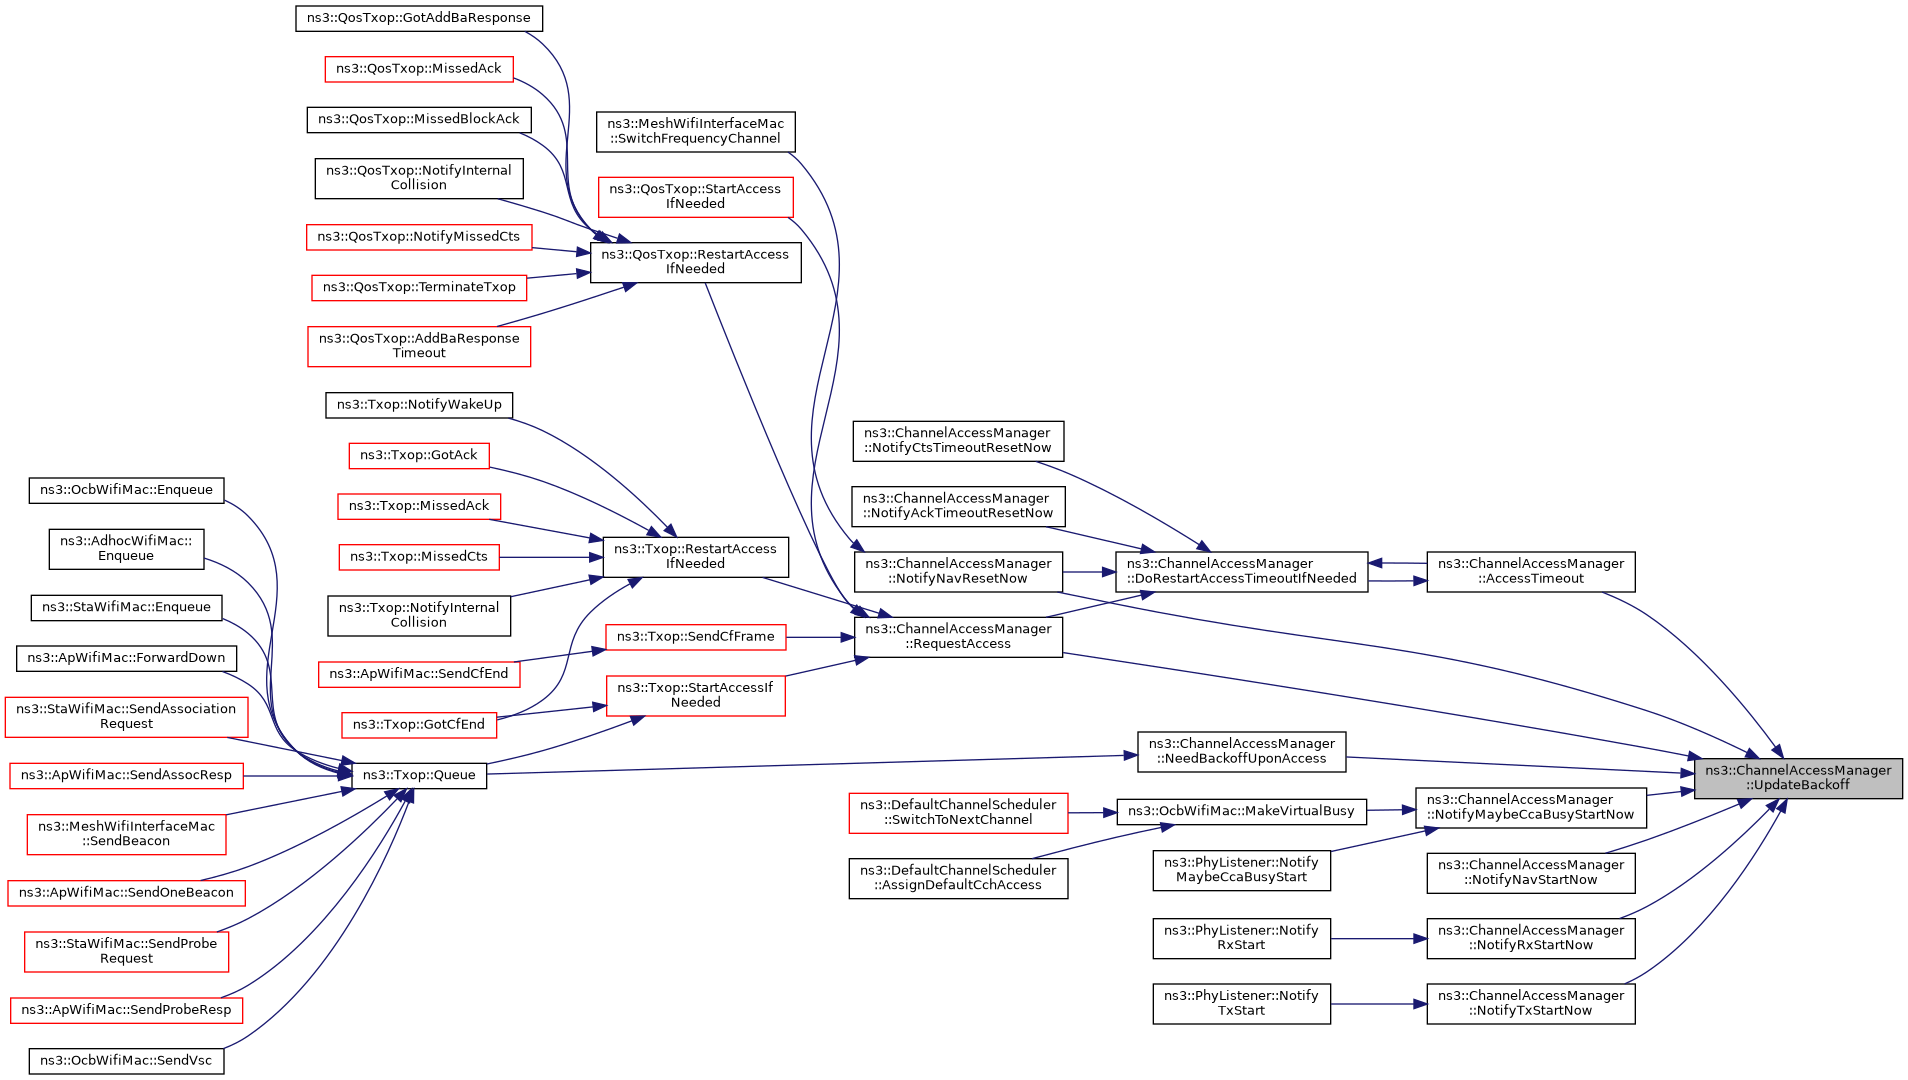 ns3::QosTxop::GotAddBaResponse
ns3::QosTxop::MissedAck
ns3::QosTxop::MissedBlockAck
ns3::QosTxop::NotifyInternal
Collision
ns3::QosTxop::NotifyMissedCts
ns3::QosTxop::TerminateTxop
ns3::QosTxop::AddBaResponse
Timeout
ns3::MeshWifiInterfaceMac
::SwitchFrequencyChannel
ns3::QosTxop::StartAccess
IfNeeded
ns3::QosTxop::RestartAccess
IfNeeded
ns3::Txop::NotifyWakeUp
ns3::Txop::GotAck
ns3::Txop::MissedAck
ns3::Txop::MissedCts
ns3::Txop::NotifyInternal
Collision
ns3::ApWifiMac::SendCfEnd
ns3::Txop::GotCfEnd
ns3::Txop::RestartAccess
IfNeeded
ns3::Txop::SendCfFrame
ns3::Txop::StartAccessIf
Needed
ns3::OcbWifiMac::Enqueue
ns3::AdhocWifiMac::
Enqueue
ns3::StaWifiMac::Enqueue
ns3::ApWifiMac::ForwardDown
ns3::StaWifiMac::SendAssociation
Request
ns3::ApWifiMac::SendAssocResp
ns3::MeshWifiInterfaceMac
::SendBeacon
ns3::ApWifiMac::SendOneBeacon
ns3::StaWifiMac::SendProbe
Request
ns3::ApWifiMac::SendProbeResp
ns3::OcbWifiMac::SendVsc
ns3::Txop::Queue
ns3::ChannelAccessManager
::NotifyCtsTimeoutResetNow
ns3::ChannelAccessManager
::NotifyAckTimeoutResetNow
ns3::ChannelAccessManager
::NotifyNavResetNow
ns3::ChannelAccessManager
::RequestAccess
ns3::ChannelAccessManager
::DoRestartAccessTimeoutIfNeeded
ns3::ChannelAccessManager
::AccessTimeout
ns3::ChannelAccessManager
::NeedBackoffUponAccess
ns3::DefaultChannelScheduler
::SwitchToNextChannel
ns3::DefaultChannelScheduler
::AssignDefaultCchAccess
ns3::OcbWifiMac::MakeVirtualBusy
ns3::PhyListener::Notify
MaybeCcaBusyStart
ns3::PhyListener::Notify
RxStart
ns3::PhyListener::Notify
TxStart
ns3::ChannelAccessManager
::NotifyMaybeCcaBusyStartNow
ns3::ChannelAccessManager
::NotifyNavStartNow
ns3::ChannelAccessManager
::NotifyRxStartNow
ns3::ChannelAccessManager
::NotifyTxStartNow
ns3::ChannelAccessManager
::UpdateBackoff